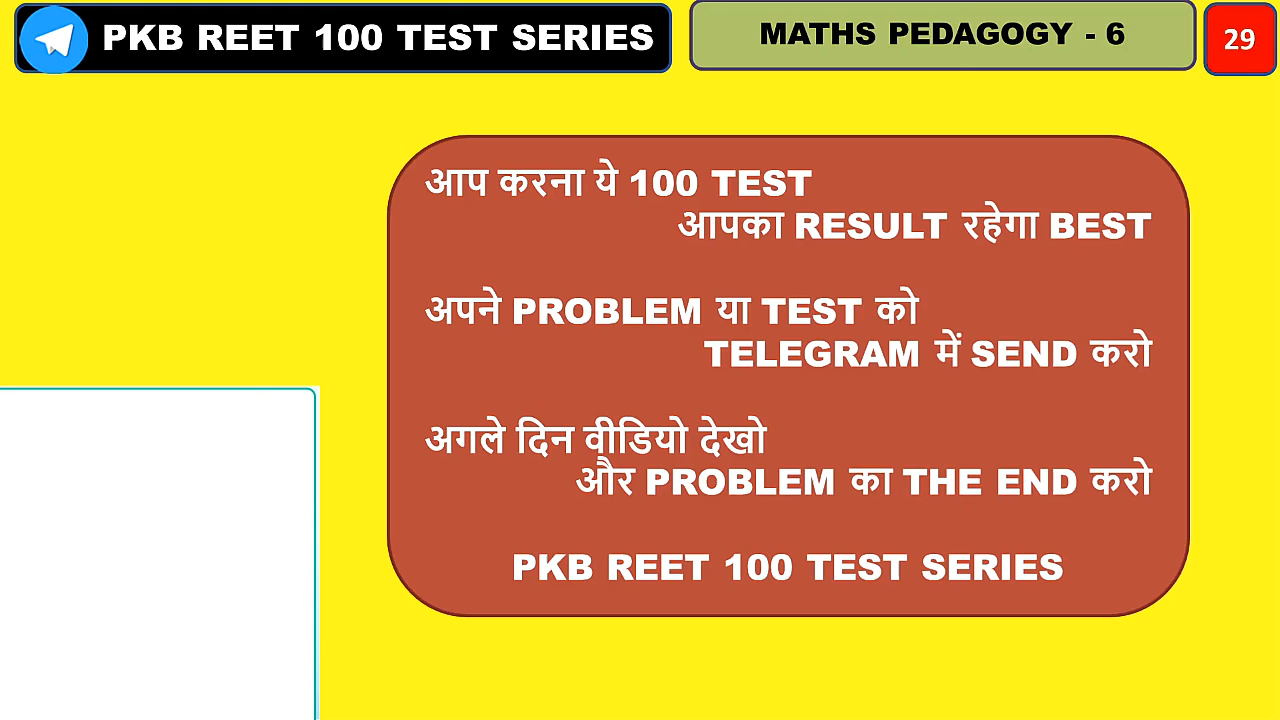 PKB REET 100 TEST SERIES
MATHS PEDAGOGY - 6
29
आप करना ये 100 TEST
आपका RESULT रहेगा BEST
अपने PROBLEM या TEST को
TELEGRAM में SEND करो
अगले दिन वीडियो देखो
और PROBLEM का THE END करो
PKB REET 100 TEST SERIES